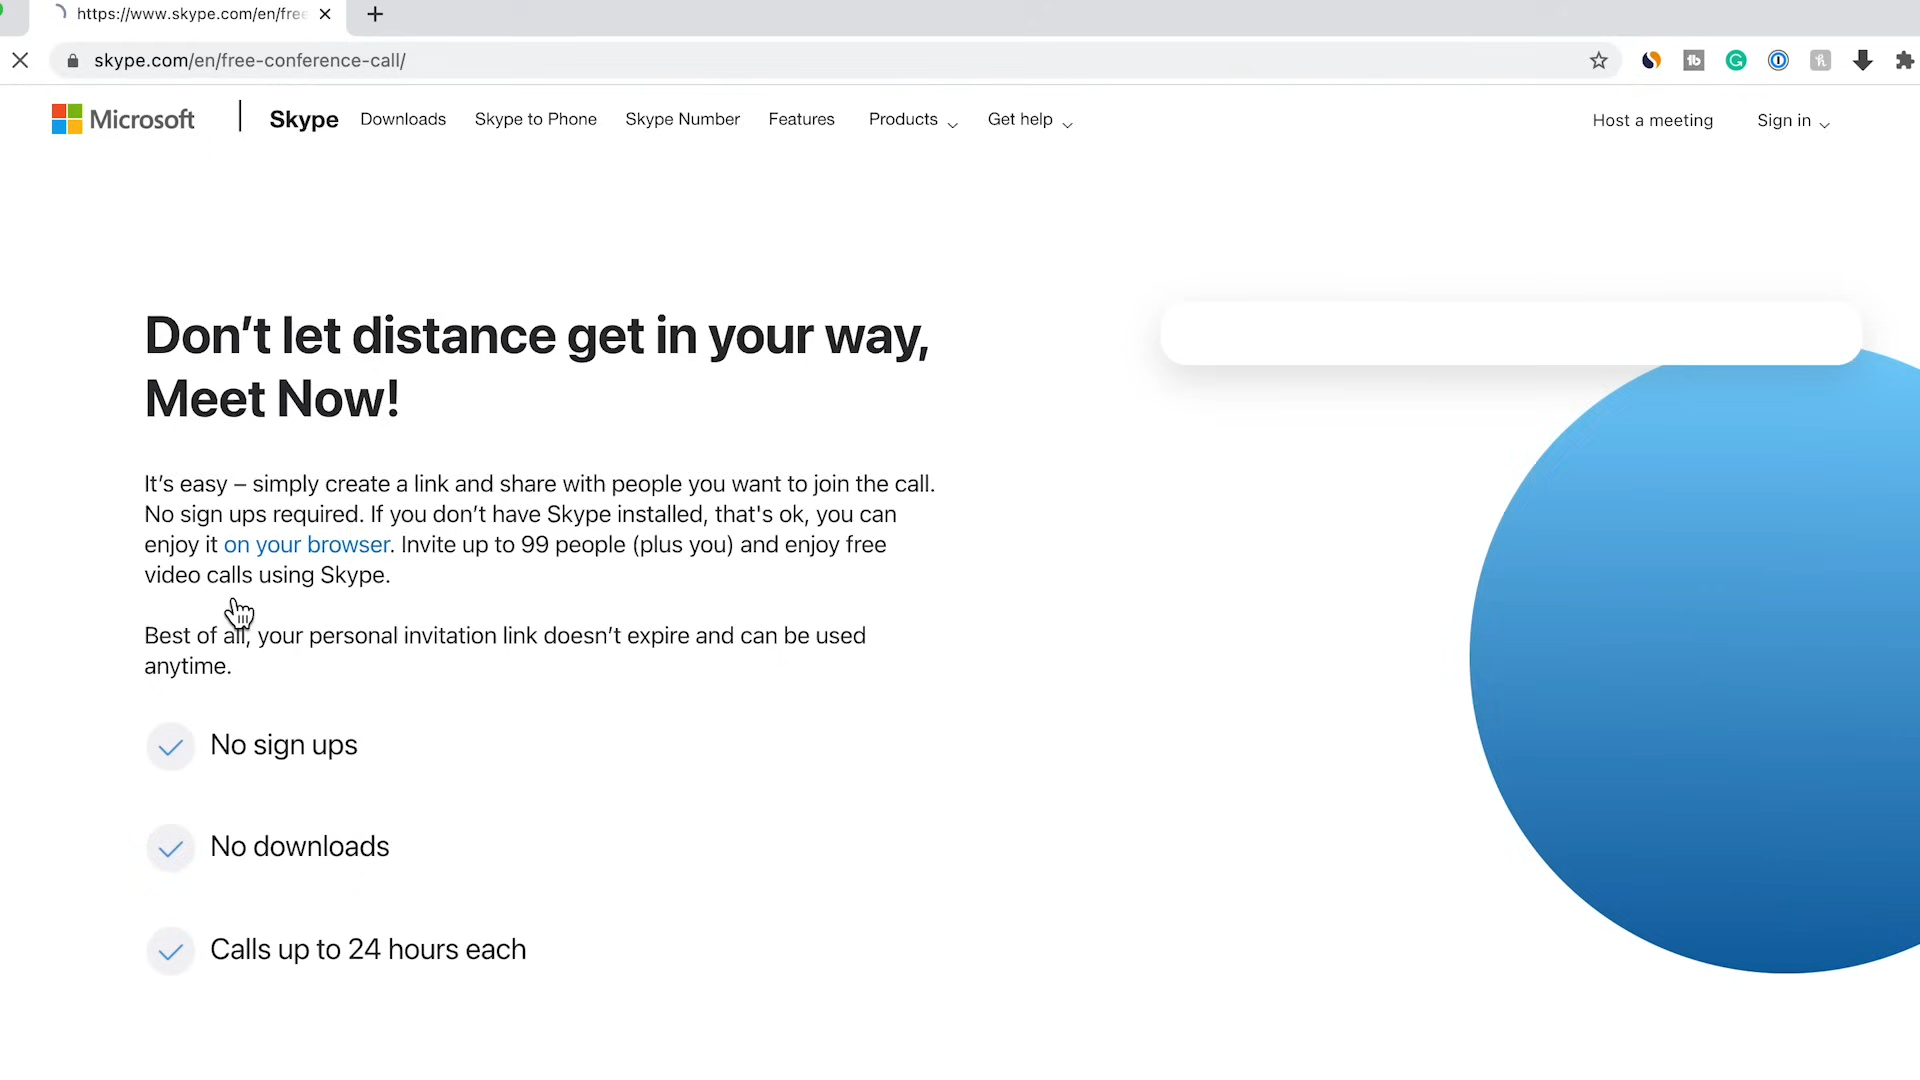 https://www.skype.com/en/free
skype.com/en/free-conference-call/
Microsoft
Skype
Downloads
Skype to Phone
Skype Number
Features
Products
Get help
Host a meeting
Sign in
Don’t let distance get in your way,
Meet Now!
It’s easy – simply create a link and share with people you want to join the call.
No sign ups required. If you don’t have Skype installed, that's ok, you can
enjoy it on your browser. Invite up to 99 people (plus you) and enjoy free
video calls using Skype.
Best of all, your personal invitation link doesn’t expire and can be used
anytime.
No sign ups
No downloads
Calls up to 24 hours each